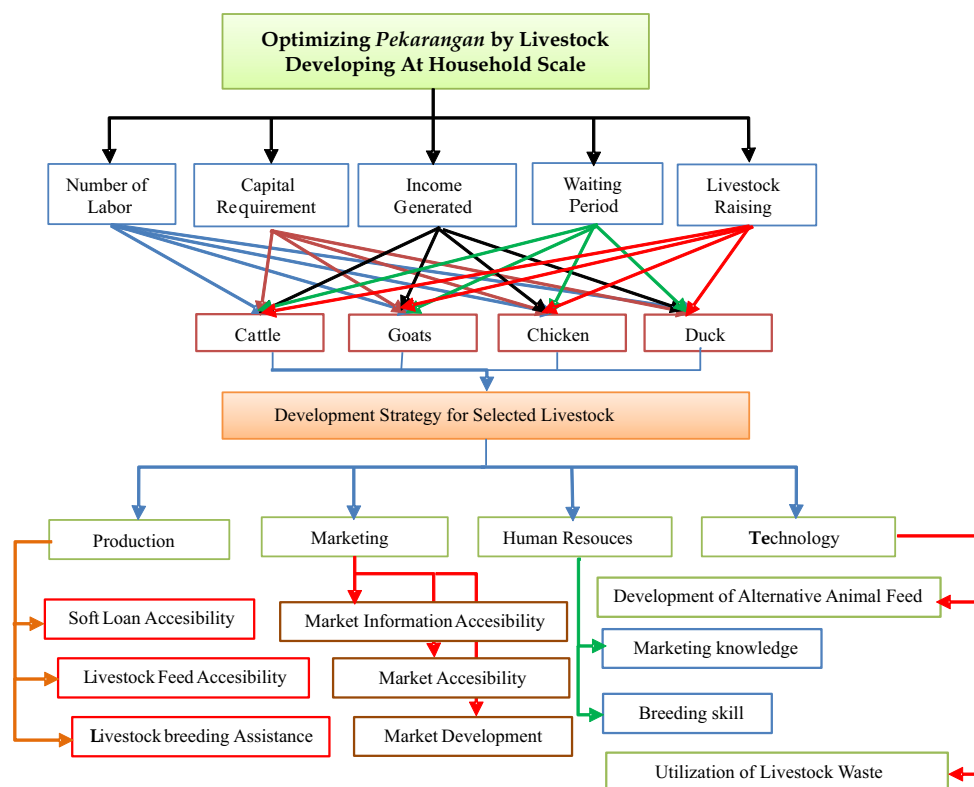 Optimizing Pekarangan by Livestock
Developing At Household Scale
Number of
Labor
Capital
Requirement
Income
Generated
Waiting
Period
Livestock
Raising
Cattle
Goats
Chicken
Duck
Development Strategy for Selected Livestock
Production
Marketing
Human Resouces
Technology
Soft Loan Accesibility
Livestock Feed Accesibility
Livestock breeding Assistance
Market Information Accesibility
Market Accesibility
Market Development
Marketing knowledge
Breeding skill
Development of Alternative Animal Feed
Utilization of Livestock Waste